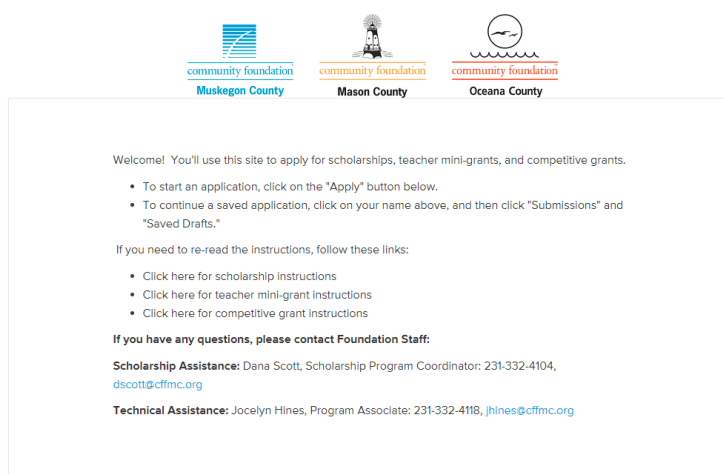 community foundation community foundation community foundation
Muskegon County Mason County Oceana County
Welcome! You'll use this site to apply for scholarships, teacher mini-grants, and competitive grants.
• To start an application, click on the "Apply" button below.
• To continue a saved application, click on your name above, and then click "Submissions" and
"Saved Drafts."
If you need to re-read the instructions, follow these links:
• Click here for scholarship instructions
• Click here for teacher mini-grant instructions
• Click here for competitive grant instructions
If you have any questions, please contact Foundation Staff:
Scholarship Assistance: Dana Scott, Scholarship Program Coordinator: 231-332-4104,
dscott@cffmc.org
Technical Assistance: Jocelyn Hines, Program Associate: 231-332-4118, jhines@cffmc.org